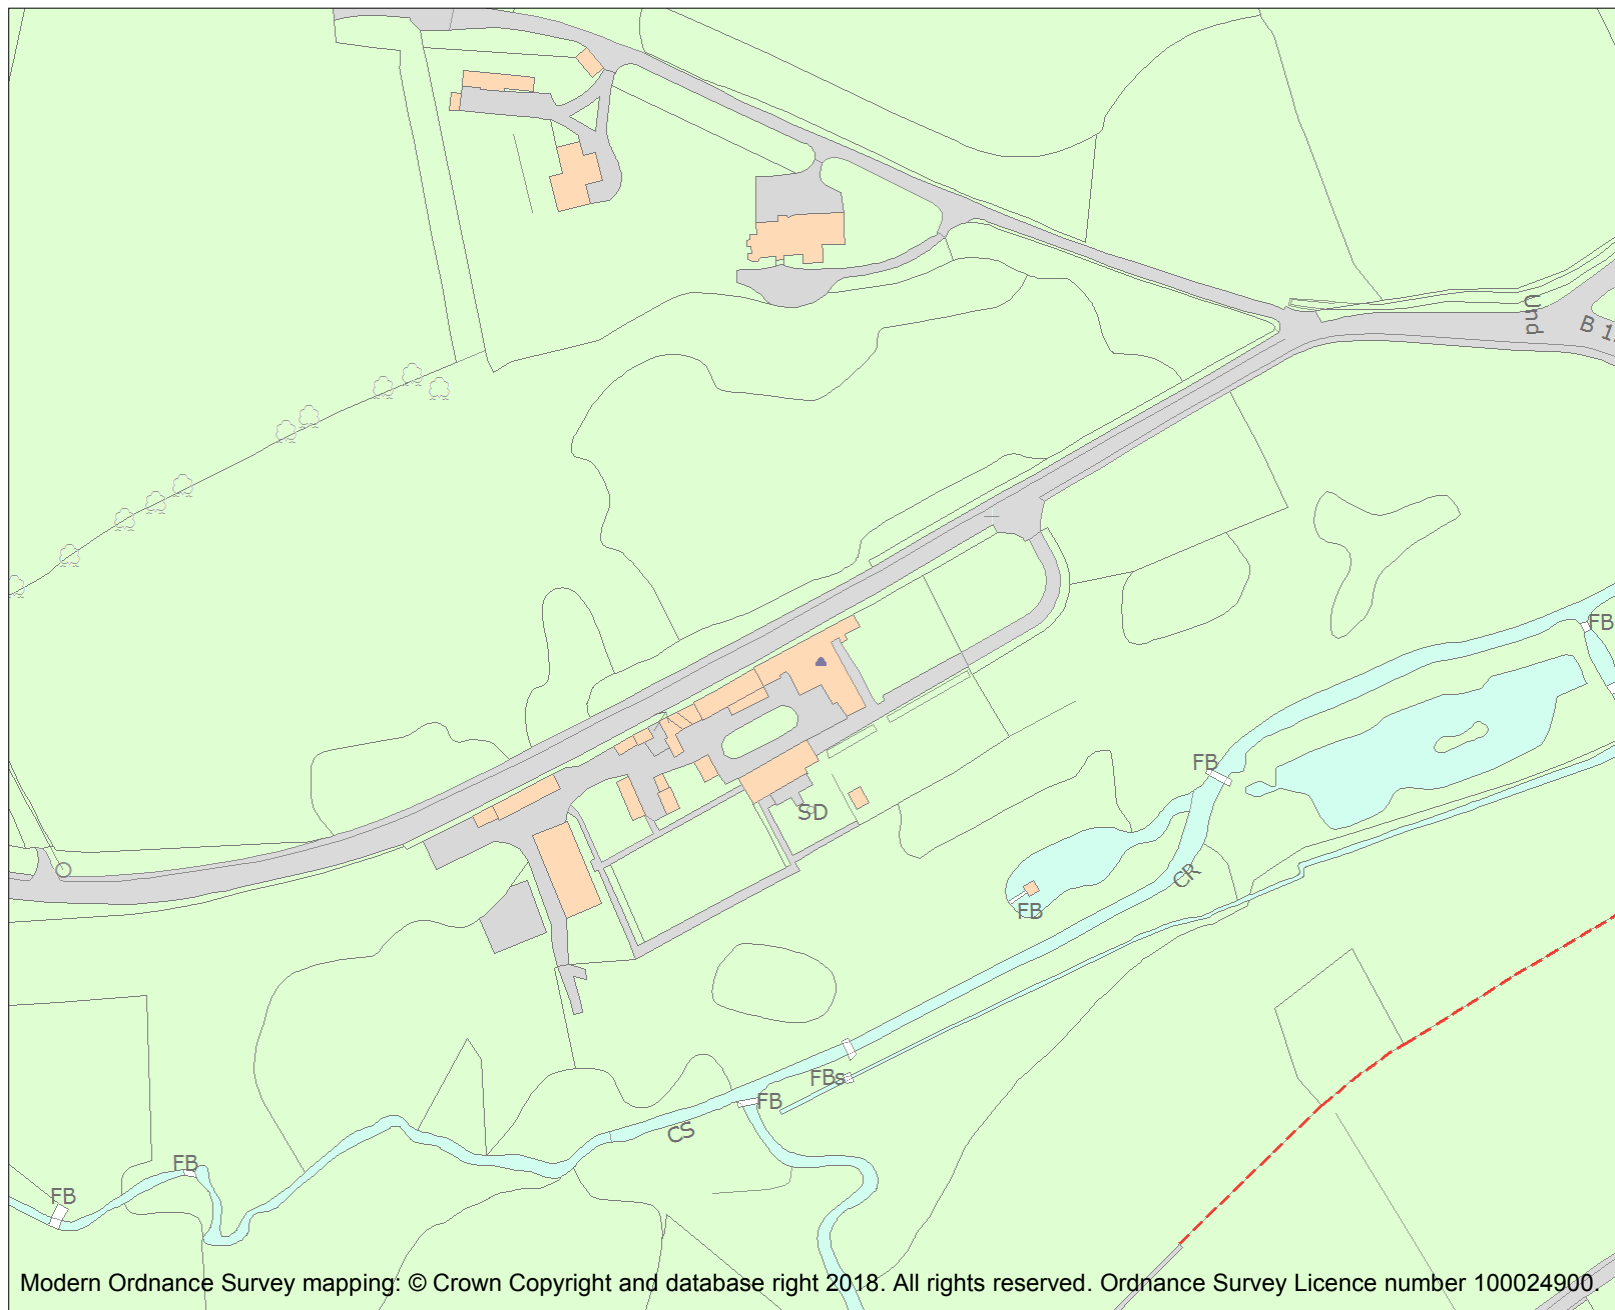 Und
B 1
FB
FB
SD
CR
FB
FBs
FB
CS
FB
FB
Modern Ordnance Survey mapping: © Crown Copyright and database right 2018. All rights reserved. Ordnance Survey Licence number 100024900.